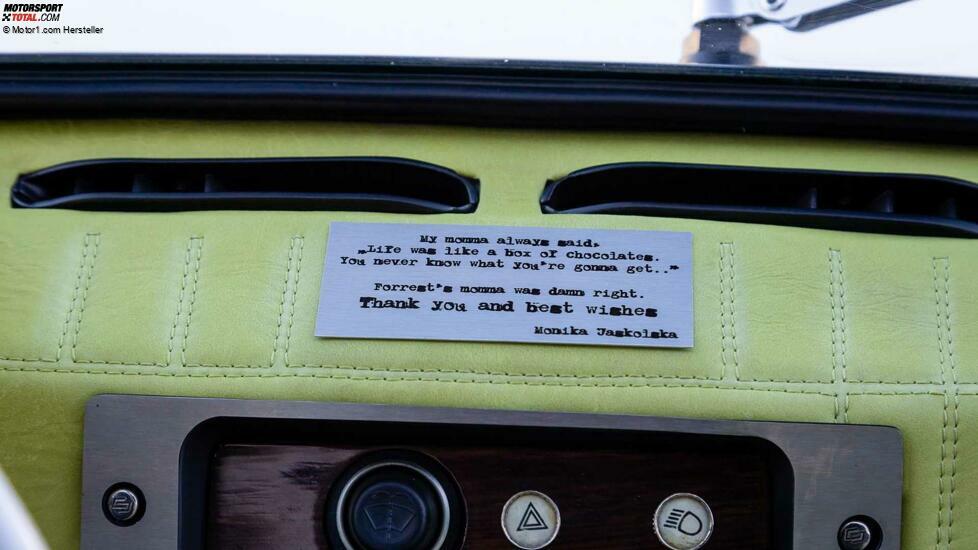 MOTORSPORT
TOTAL.COM
© Motor1.com Hersteller
My momma always said,
„Life was like a box of chocolates.
You never know what you're gonna get.."
Forrest's momma was damn right.
Thank you and best wishes
Monika Jaskolska